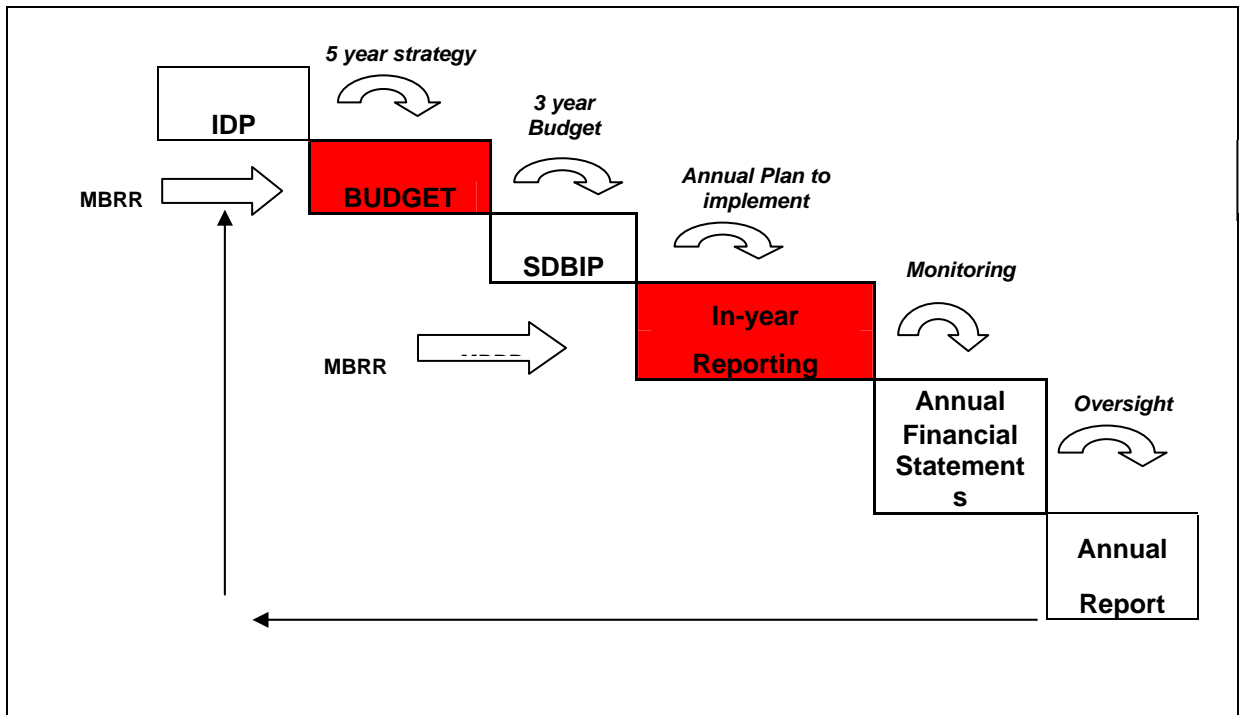 5 year strategy
IDP
3 year
Budget
MBRR
BUDGET
Annual Plan to
implement
SDBIP
Monitoring
In-year
Reporting
MBRR
Annual
Financial
Statement
s
Oversight
Annual
Report